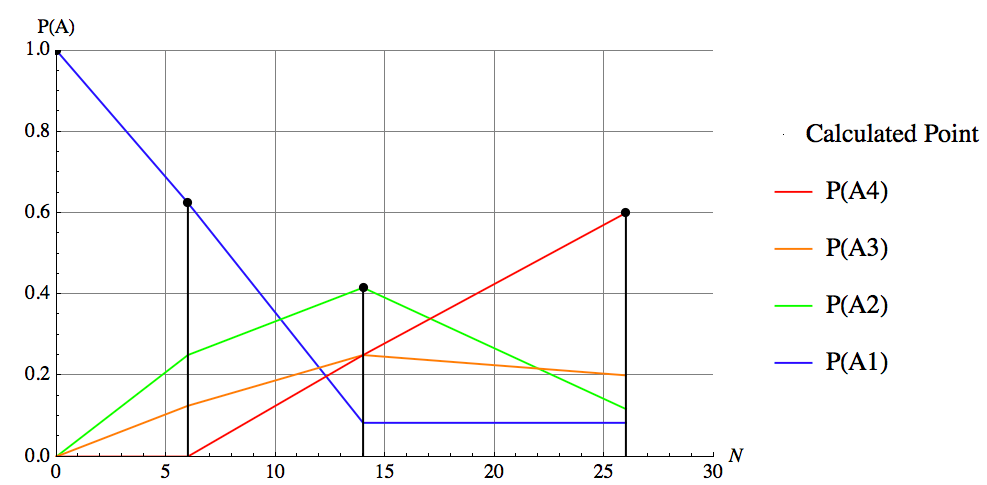 P(A)
1.0
0.8
0.6
0.4
0.2
0.0
0 5 10 15 20 25 30
N
Calculated Point
P(A4)
P(A3)
P(A2)
P(A1)